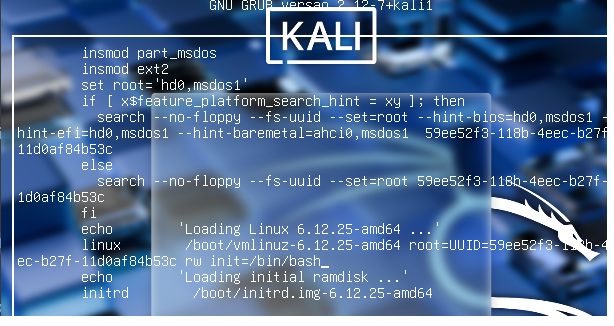 GNU GRUB versao 2.12-7+kali1
KALI
insmod part_msdos
insmod ext2
set root='hd0,msdos1'
if [ x$feature_platform_search_hint = xy ]; then
search --no-floppy --fs-uuid --set=root --hint-bios=hd0,msdos1 -
hint-efi=hd0,msdos1 --hint-baremetal=ahci0,msdos1 59ee52f3-118b-4eec-b27f-
11d0af84b53c
else
search --no-floppy --fs-uuid --set=root 59ee52f3-118b-4eec-b27f-
1d0af84b53c
fi
echo 'Loading Linux 6.12.25-amd64 ...'
linux /boot/vmlinuz-6.12.25-amd64 root=UUID=59ee52f3-118b-4
ec-b27f-11d0af84b53c rw init=/bin/bash_
echo 'Loading initial ramdisk ...'
initrd /boot/initrd.img-6.12.25-amd64